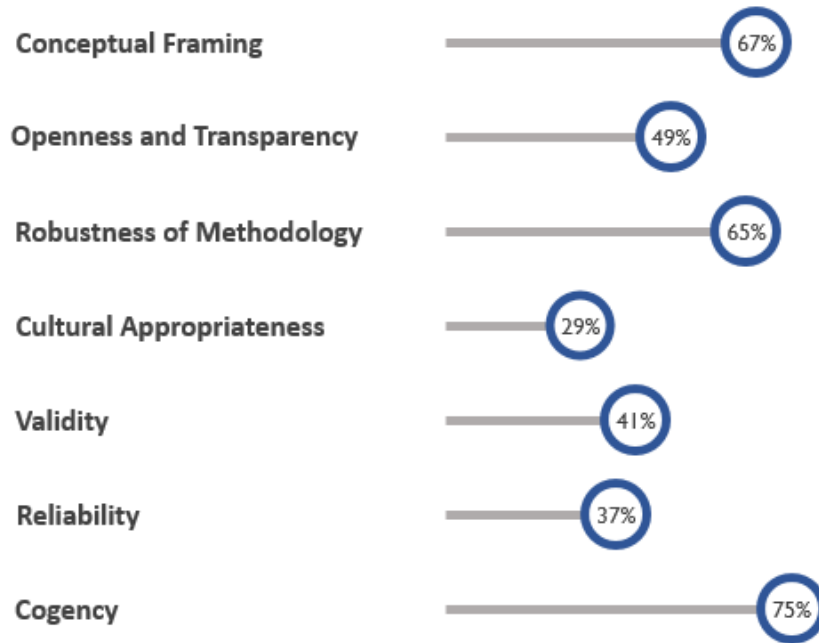 Conceptual Framing 67%
Openness and Transparency 49%
Robustness of Methodology 65%
Cultural Appropriateness 29%
Validity 41%
Reliability 37%
Cogency 75%